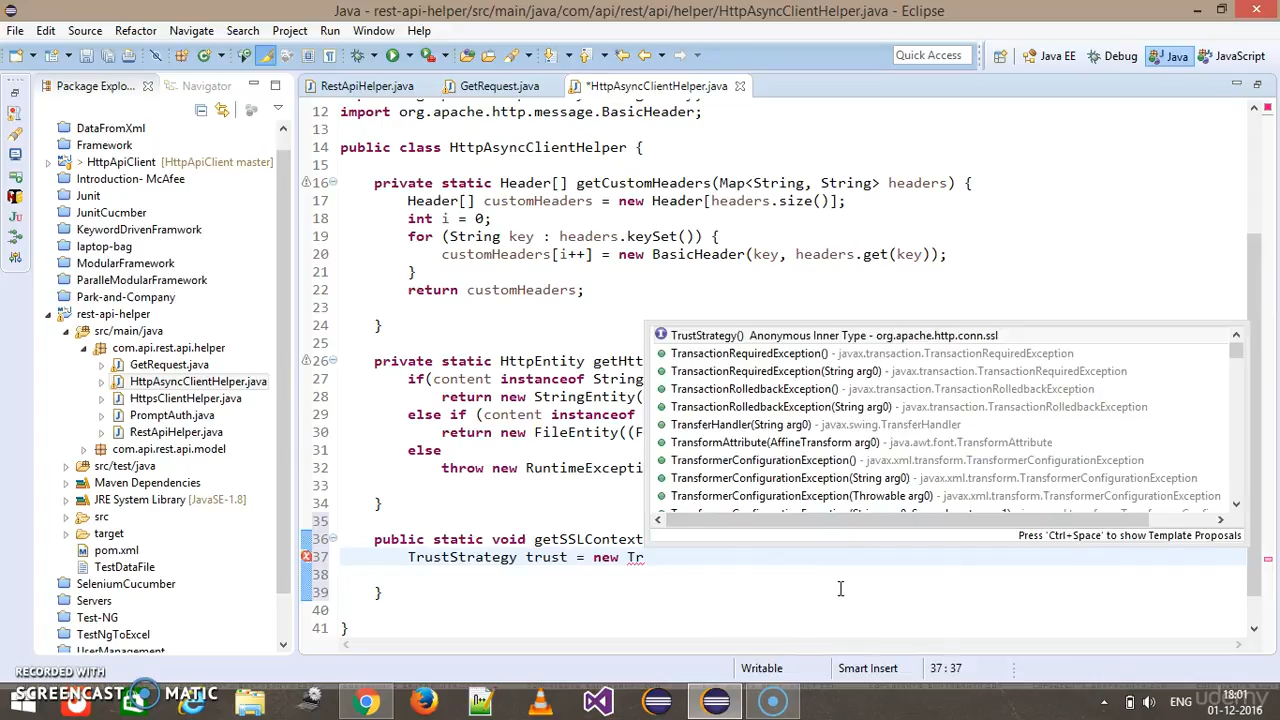 Java - rest-api-helper/src/main/java/com/api/rest/api/helper/HttpAsyncClientHelper.java - Eclipse
File Edit Source Refactor Navigate Search Project Run Window Help
Quick Access
Java EE
Debug
Java
JavaScript
Package Explo...
Navigator
RestApiHelper.java
GetRequest.java
*HttpAsyncClientHelper.java
DataFromXml
Framework
> HttpApiClient [HttpApiClient master]
Introduction- McAfee
Junit
JunitCucmber
KeywordDrivenFramwork
laptop-bag
ModularFramework
ParalleModularFramework
Park-and-Company
rest-api-helper
src/main/java
com.api.rest.api.helper
GetRequest.java
HttpAsyncClientHelper.java
HttpsClientHelper.java
PromptAuth.java
RestApiHelper.java
com.api.rest.api.model
src/test/java
Maven Dependencies
JRE System Library [JavaSE-1.8]
src
target
pom.xml
TestDataFile
SeleniumCucumber
Servers
Test-NG
TestNgToExcel
UserManagement
12 import org.apache.http.message.BasicHeader;
13
14 public class HttpAsyncClientHelper {
15
16 private static Header[] getCustomHeaders(Map<String, String> headers) {
17 Header[] customHeaders = new Header[headers.size()];
18 int i = 0;
19 for (String key : headers.keySet()) {
20 customHeaders[i++] = new BasicHeader(key, headers.get(key));
21 }
22 return customHeaders;
23
24 }
25
26 private static HttpEntity getHtt
27 if(content instanceof String
28 return new StringEntity(
29 else if (content instanceof
30 return new FileEntity((F
31 else
32 throw new RuntimeExcepti
33
34 }
35
36 public static void getSSLContext
37 TrustStrategy trust = new Tr
38
39 }
40
41 }
TrustStrategy() Anonymous Inner Type - org.apache.http.conn.ssl
TransactionRequiredException() - javax.transaction.TransactionRequiredException
TransactionRequiredException(String arg0) - javax.transaction.TransactionRequiredException
TransactionRolledbackException() - javax.transaction.TransactionRolledbackException
TransactionRolledbackException(String arg0) - javax.transaction.TransactionRolledbackException
TransferHandler(String arg0) - javax.swing.TransferHandler
TransformAttribute(AffineTransform arg0) - java.awt.font.TransformAttribute
TransformerConfigurationException() - javax.xml.transform.TransformerConfigurationException
TransformerConfigurationException(String arg0) - javax.xml.transform.TransformerConfigurationException
TransformerConfigurationException(Throwable arg0) - javax.xml.transform.TransformerConfigurationException
Press 'Ctrl+Space' to show Template Proposals
Writable
Smart Insert
37 : 37
RECORDED WITH
SCREENCAST MATIC
ENG
18:01
01-12-2016
udemy